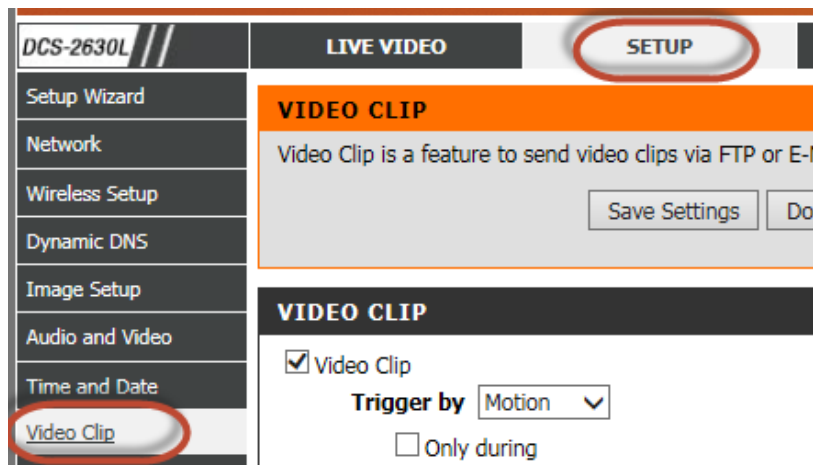 DCS-2630L
LIVE VIDEO
SETUP
Setup Wizard
Network
Wireless Setup
Dynamic DNS
Image Setup
Audio and Video
Time and Date
Video Clip
VIDEO CLIP
Video Clip is a feature to send video clips via FTP or
Save Settings
VIDEO CLIP
Video Clip
Trigger by Motion
Only during